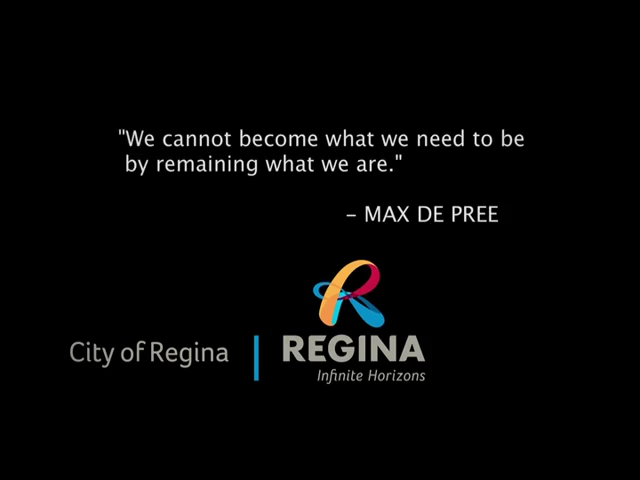 "We cannot become what we need to be
by remaining what we are."
– MAX DE PREE
City of Regina
REGINA
Infinite Horizons